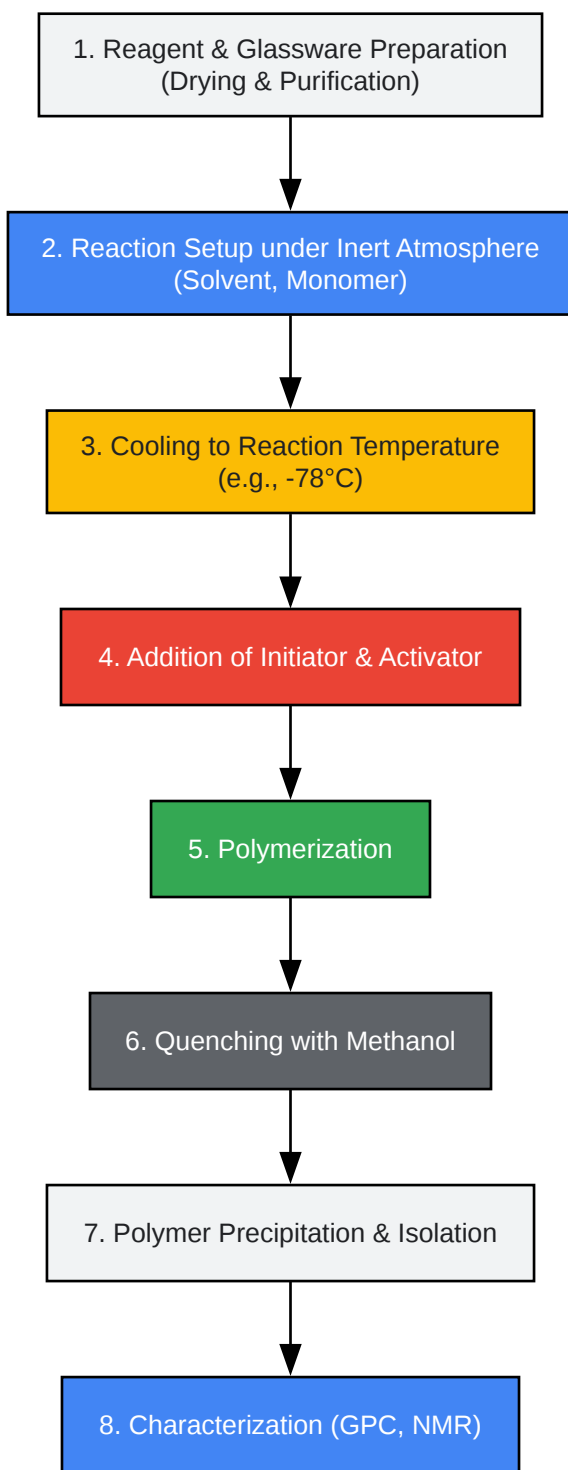 1. Reagent & Glassware Preparation
(Drying & Purification)
2. Reaction Setup under Inert Atmosphere
(Solvent, Monomer)
3. Cooling to Reaction Temperature
(e.g., -78°C)
4. Addition of Initiator & Activator
5. Polymerization
6. Quenching with Methanol
7. Polymer Precipitation & Isolation
8. Characterization (GPC, NMR)